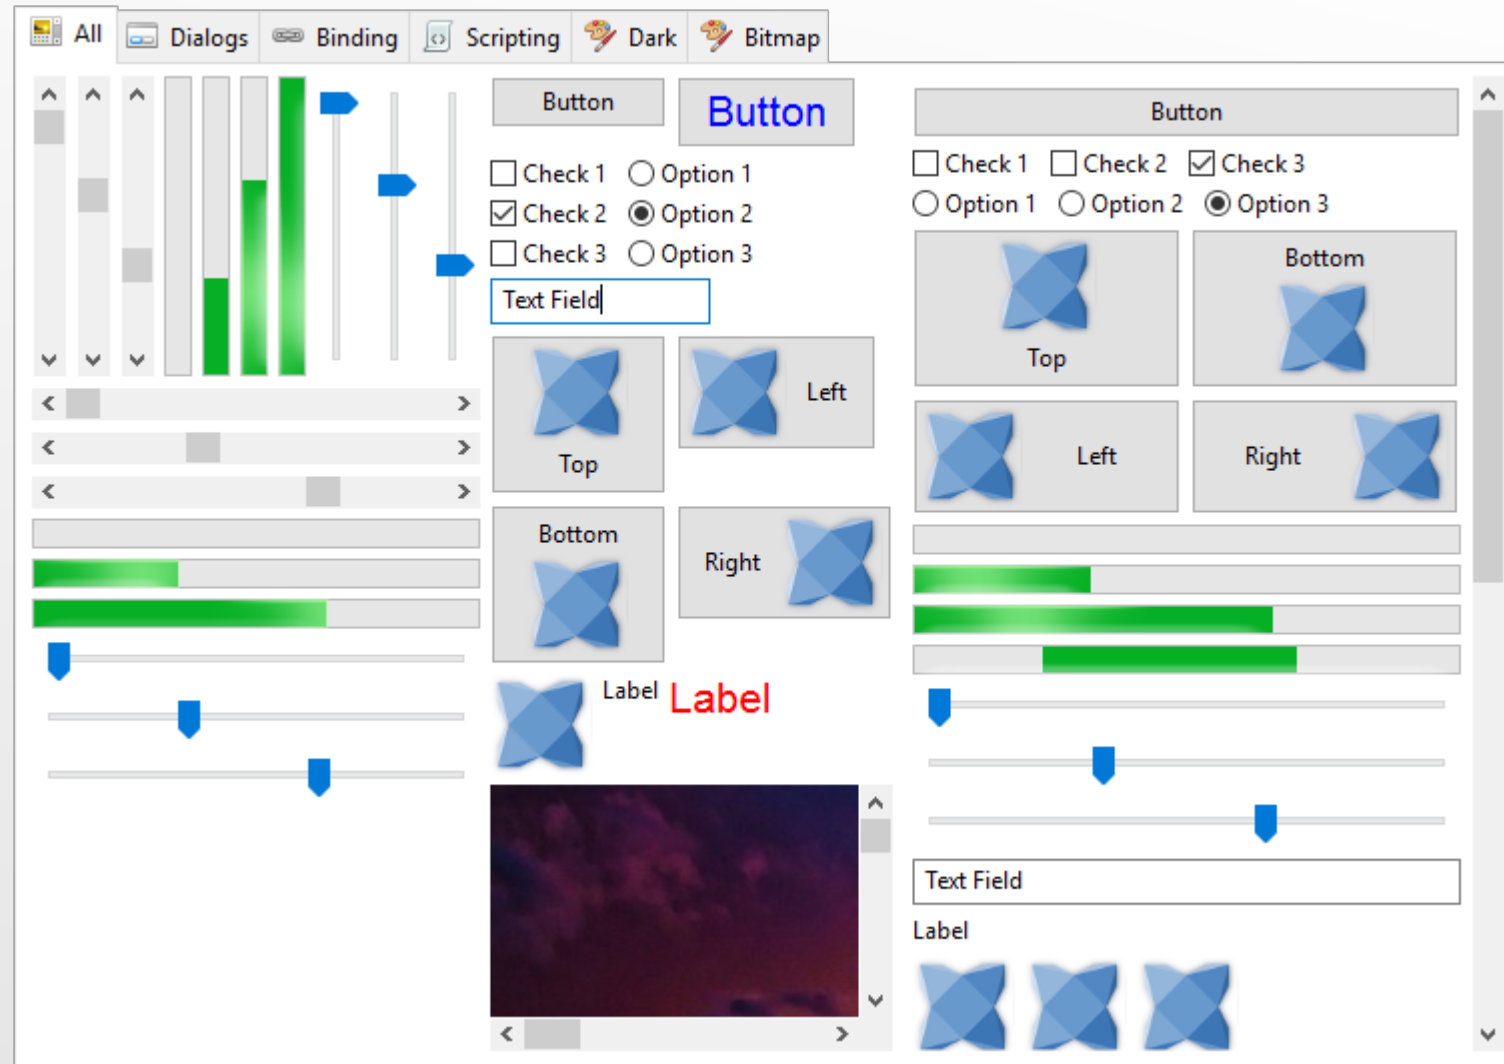 All Dialogs Binding Scripting Dark Bitmap
Button Button
Check 1 Option 1
Check 2 Option 2
Check 3 Option 3
Text Field
Top Left
Bottom Right
Label Label
Button
Check 1 Check 2 Check 3
Option 1 Option 2 Option 3
Top Bottom
Left Right
Text Field
Label